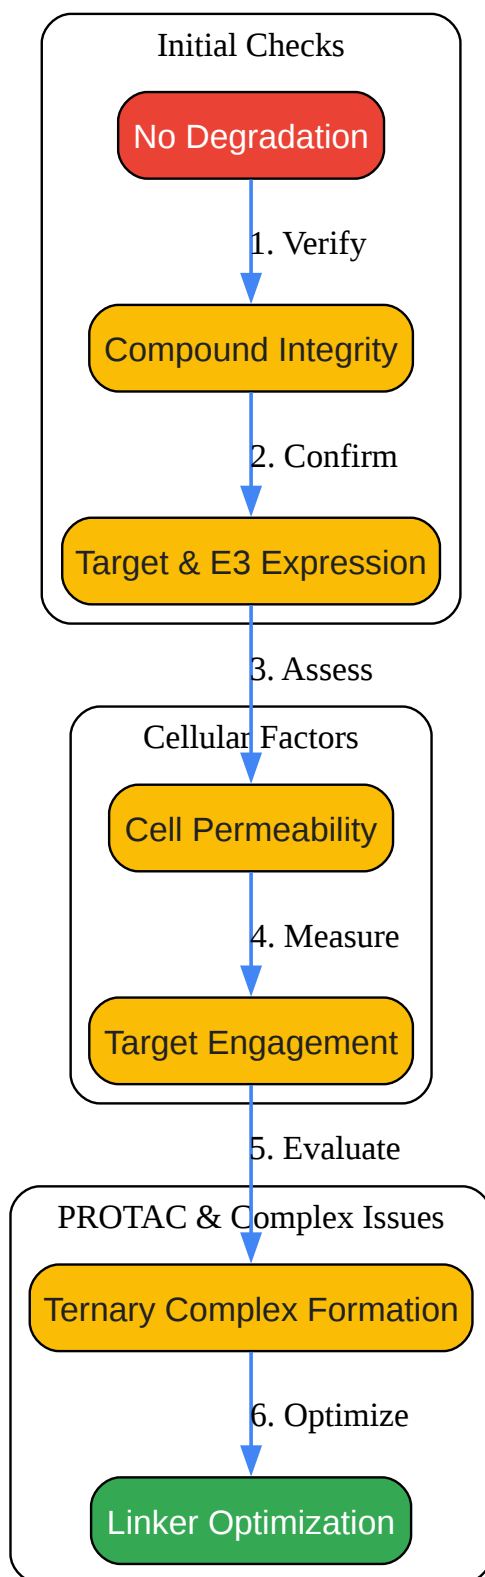 Initial Checks
No Degradation
1. Verify
Compound Integrity
2. Confirm
Target & E3 Expression
3. Assess
Cellular Factors
Cell Permeability
4. Measure
Target Engagement
5. Evaluate
PROTAC & Complex Issues
Ternary Complex Formation
6. Optimize
Linker Optimization